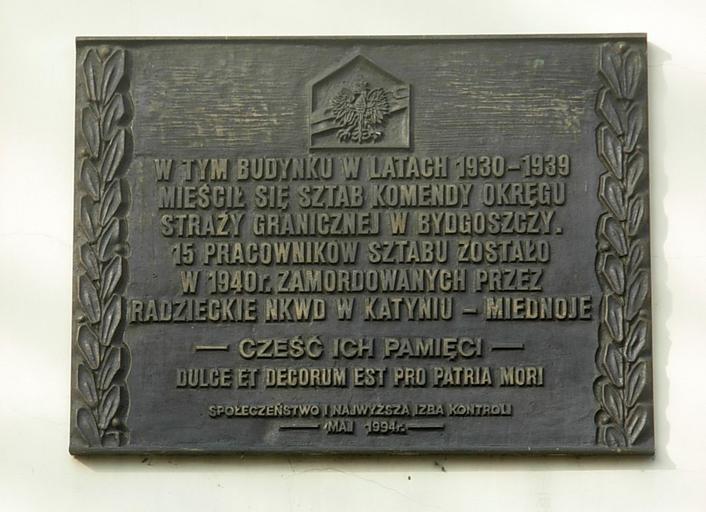 W TYM BUDYNKU W LATACH 1930-1939
MIEŚCIŁ SIĘ SZTAB KOMENDY OKRĘGU
STRAŻY GRANICZNEJ W BYDGOSZCZY.
15 PRACOWNIKÓW SZTABU ZOSTAŁO
W 1940r. ZAMORDOWANYCH PRZEZ
RADZIECKIE NKWD W KATYNIU - MIEDNOJE
— CZEŚĆ ICH PAMIĘCI —
DULCE ET DECORUM EST PRO PATRIA MORI
SPOŁECZEŃSTWO I NAJWYŻSZA IZBA KONTROLI
— MAJ 1994r. —